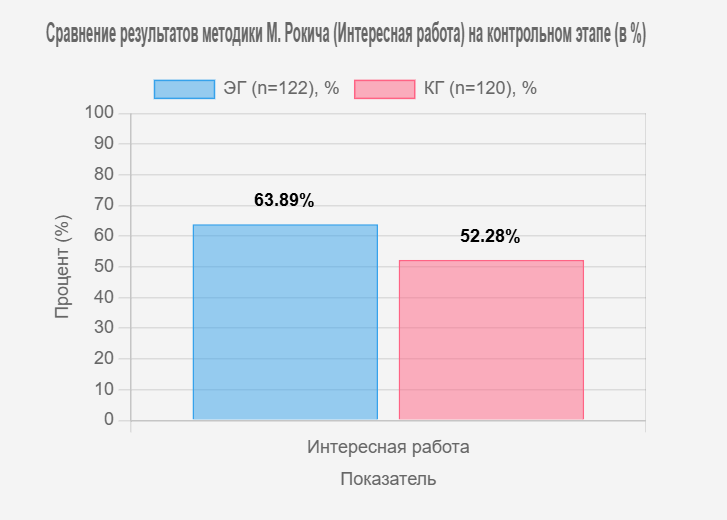 Сравнение результатов методики М. Рокича (Интересная работа) на контрольном этапе (в %)
ЭГ (n=122), % КГ (n=120), %
100
90
80
70
60
50
40
30
20
10
0
Процент (%)
63.89%
52.28%
Интересная работа
Показатель